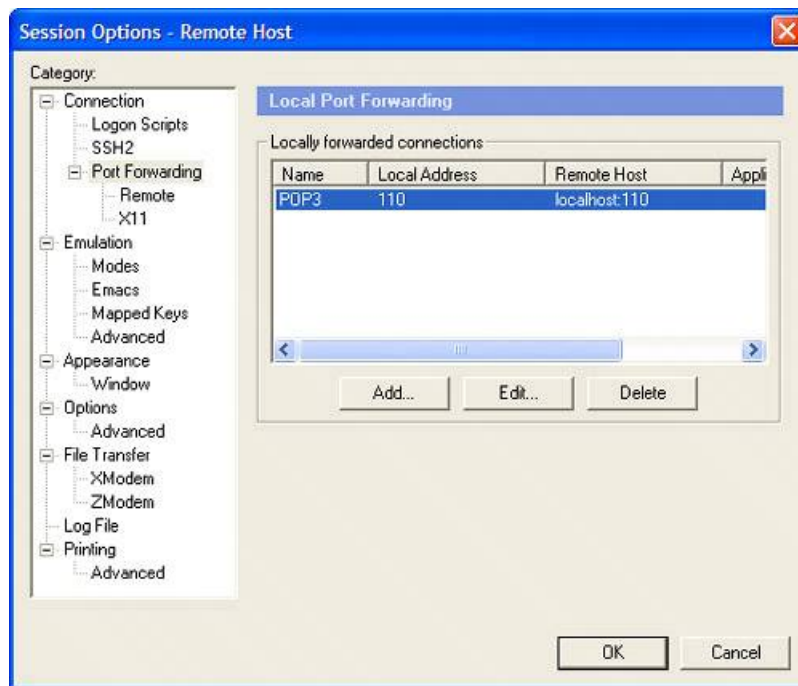 Session Options - Remote Host
Category:
Connection
Logon Scripts
SSH2
Port Forwarding
Remote
X11
Emulation
Modes
Emacs
Mapped Keys
Advanced
Appearance
Window
Options
Advanced
File Transfer
XModem
ZModem
Log File
Printing
Advanced
Local Port Forwarding
Locally forwarded connections
Name Local Address Remote Host Appli
POP3 110 localhost:110
Add... Edit... Delete
OK Cancel